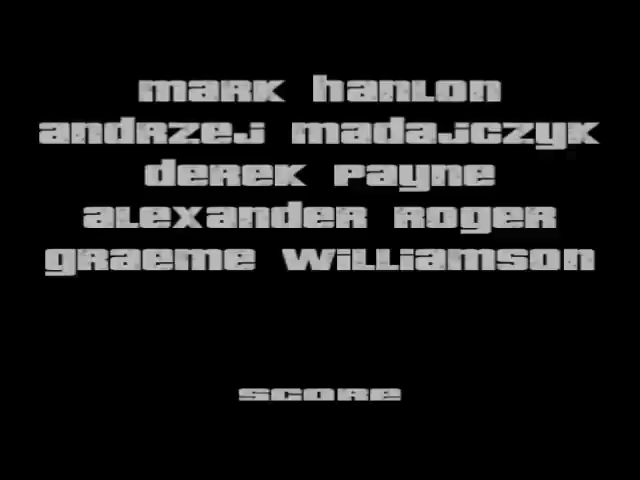 mark hanlon
andrzej madajczyk
derek payne
alexander roger
graeme williamson
score